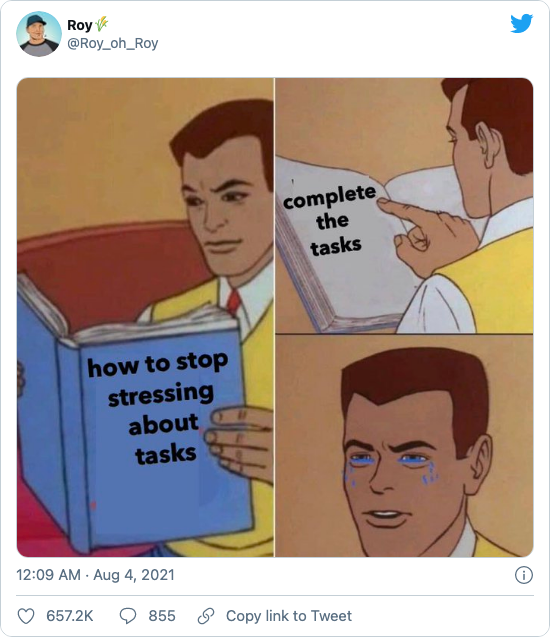 Roy🌾
@Roy_oh_Roy
how to stop
stressing
about
tasks
complete
the
tasks
12:09 AM · Aug 4, 2021
657.2K 855 Copy link to Tweet